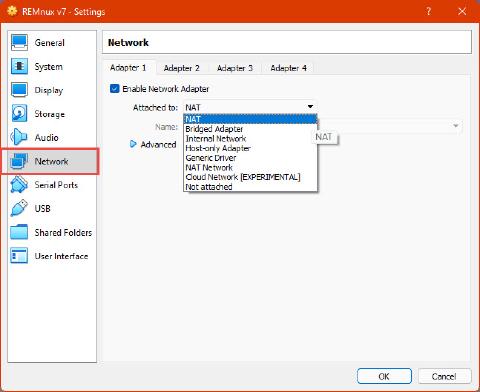 REMnux v7 - Settings
?
General
System
Display
Storage
Audio
Network
Serial Ports
USB
Shared Folders
User Interface
Network
Adapter 1 Adapter 2 Adapter 3 Adapter 4
Enable Network Adapter
Attached to: NAT
Name:
Advanced
NAT
Bridged Adapter
Internal Network
Host-only Adapter
Generic Driver
NAT Network
Cloud Network [EXPERIMENTAL]
Not attached
NAT
OK Cancel